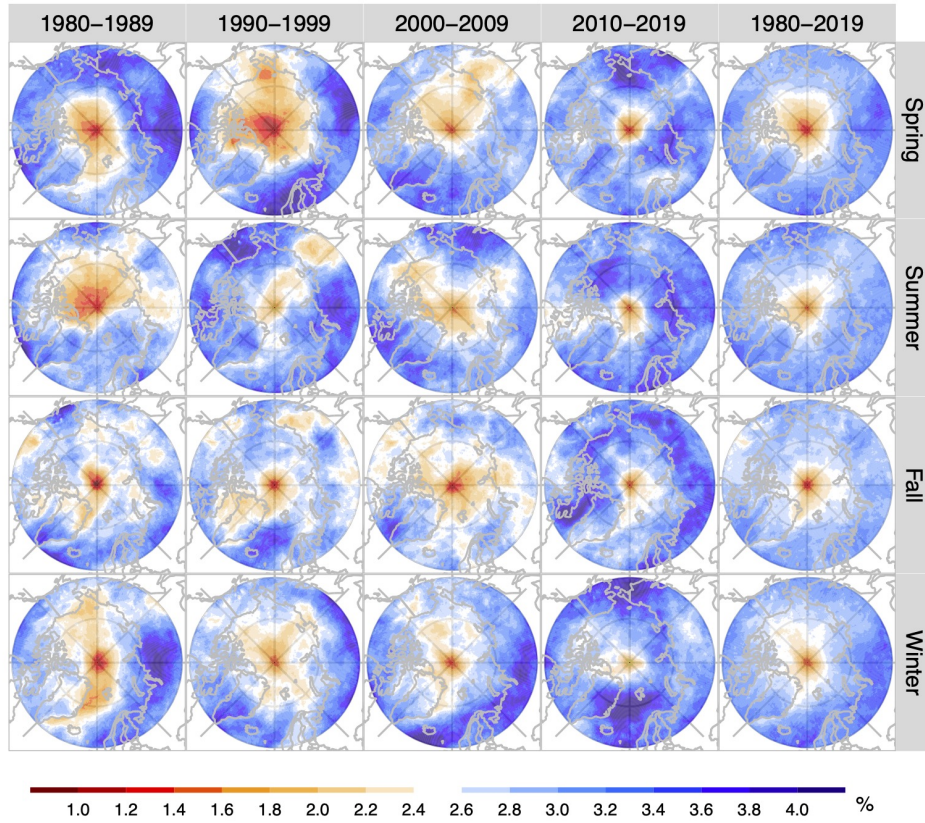 1980–1989 1990–1999 2000–2009 2010–2019 1980–2019
Spring
Summer
Fall
Winter
1.0 1.2 1.4 1.6 1.8 2.0 2.2 2.4 2.6 2.8 3.0 3.2 3.4 3.6 3.8 4.0 %